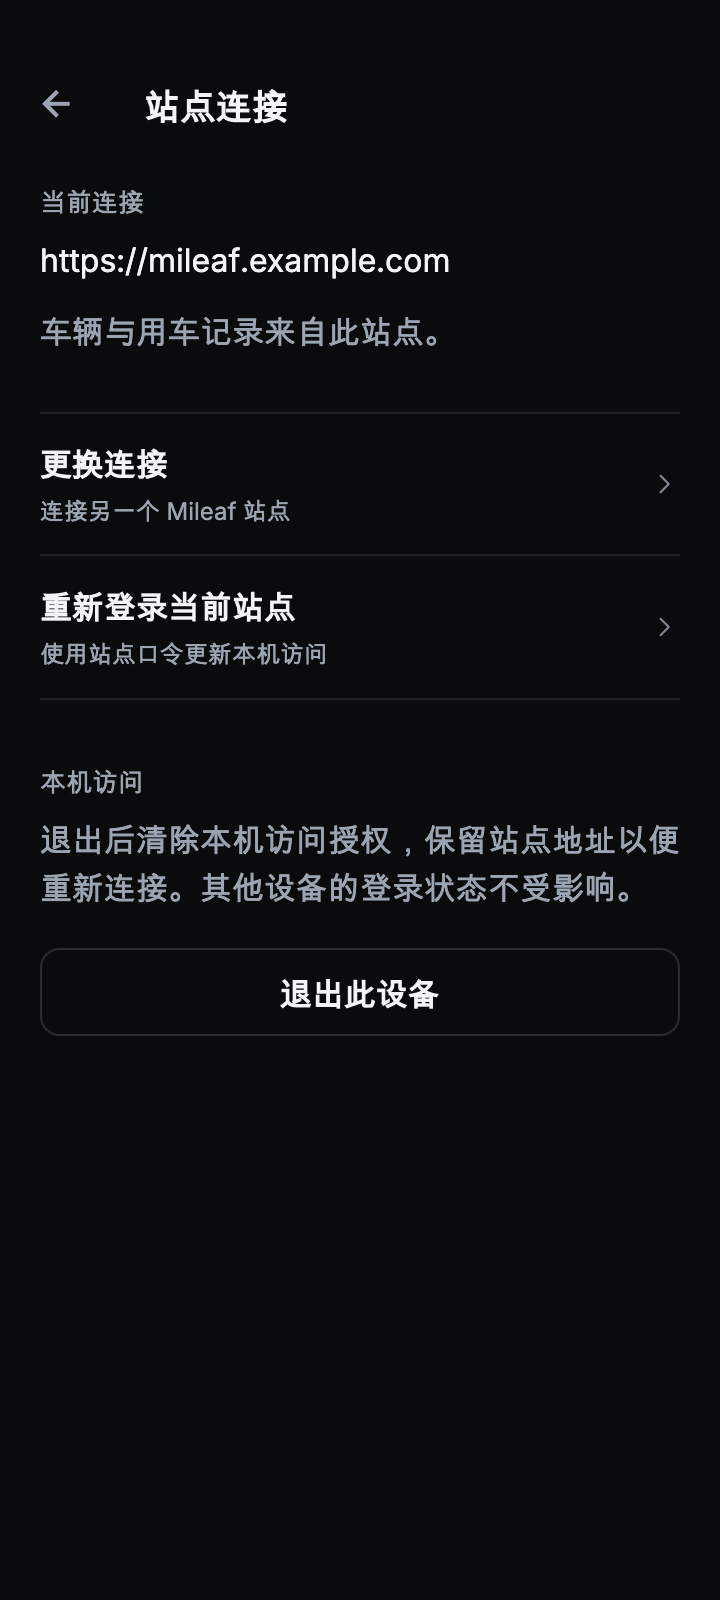 站点连接
当前连接
https://mileaf.example.com
车辆与用车记录来自此站点。
更换连接
连接另一个 Mileaf 站点
重新登录当前站点
使用站点口令更新本机访问
本机访问
退出后清除本机访问授权，保留站点地址以便
重新连接。其他设备的登录状态不受影响。
退出此设备